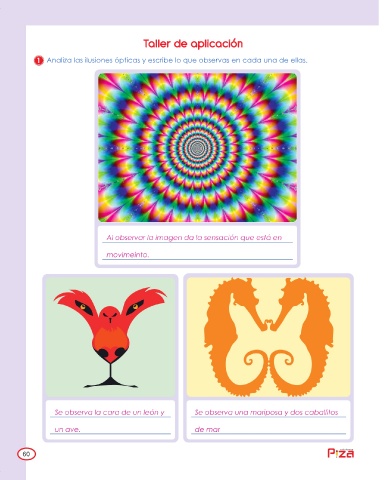 Taller de aplicación
1 Analiza las ilusiones ópticas y escribe lo que observas en cada una de ellas.
Al observar la imagen da la sensación que está en
movimeinto.
Se observa la cara de un león y
un ave.
Se observa una mariposa y dos caballitos
de mar
60
Piza